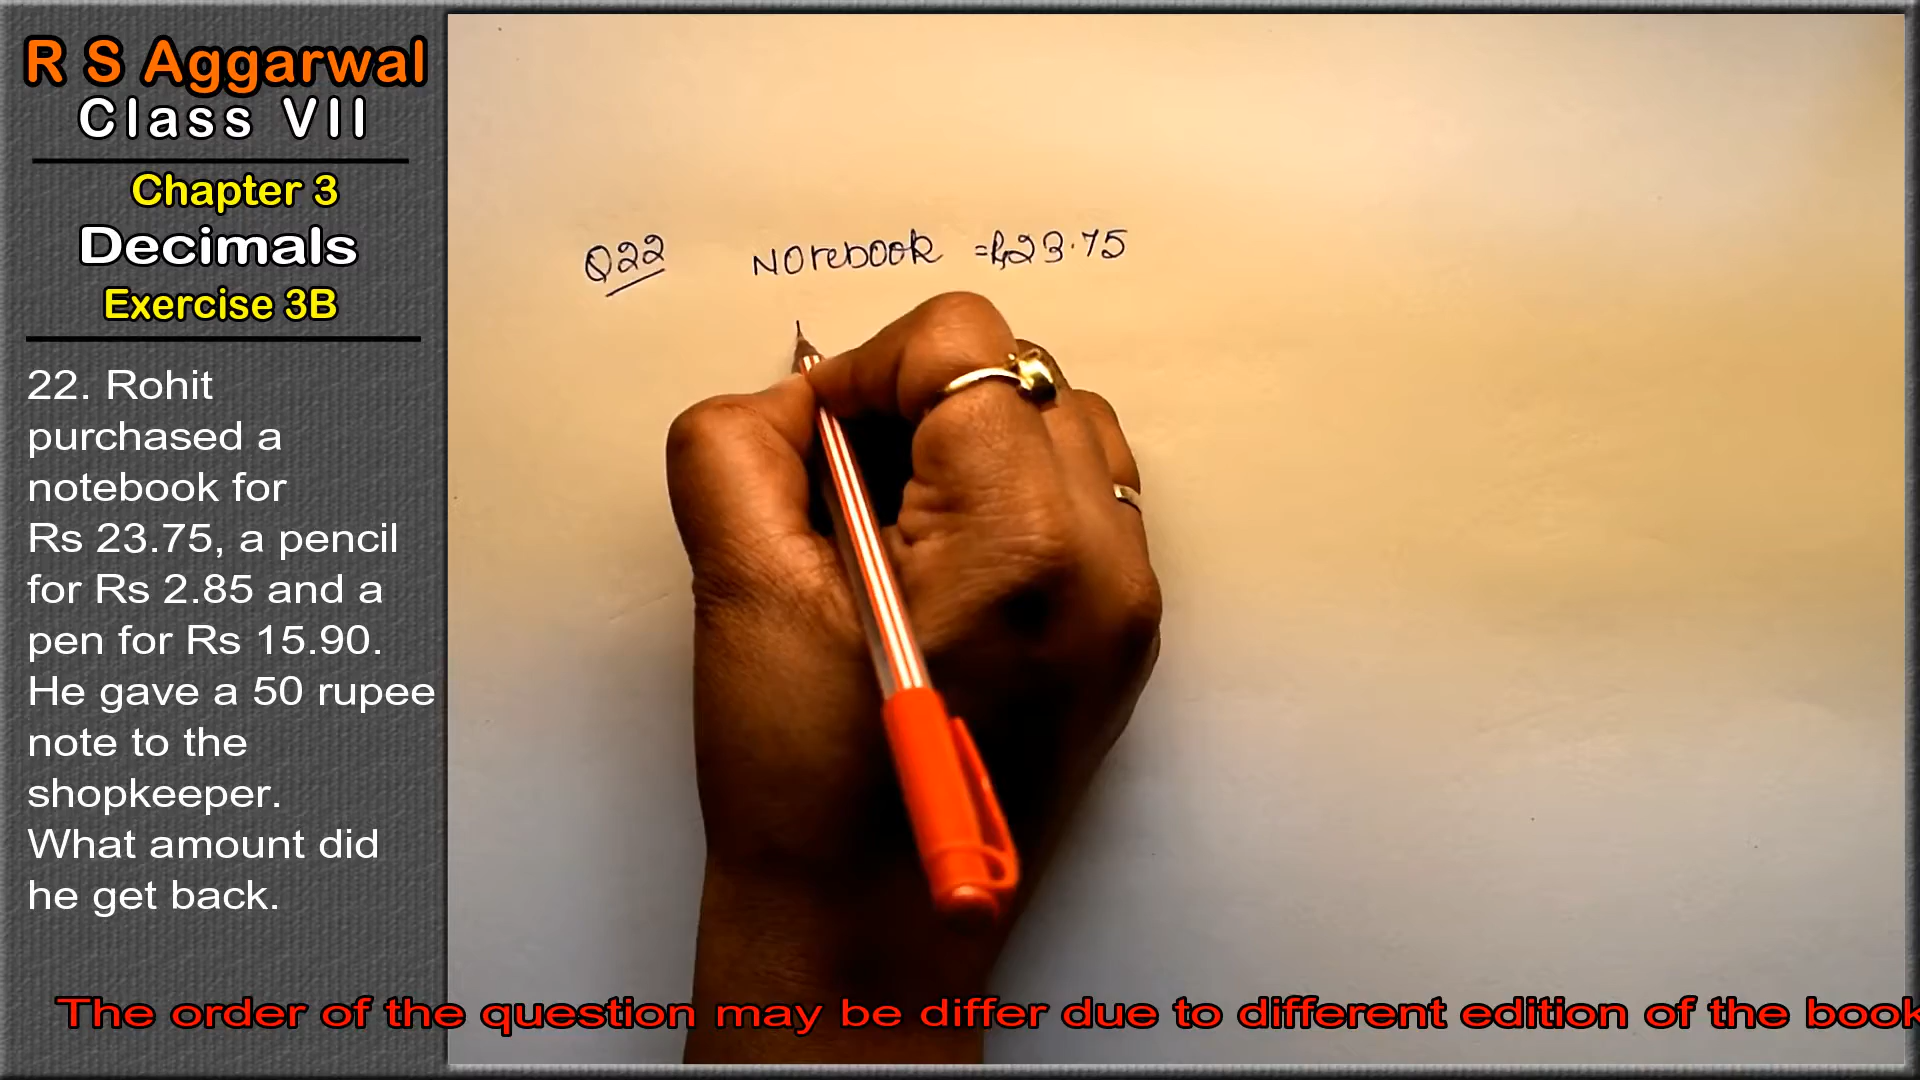 R S Aggarwal
Class VII
Chapter 3
Decimals
Exercise 3B
22. Rohit
purchased a
notebook for
Rs 23.75, a pencil
for Rs 2.85 and a
pen for Rs 15.90.
He gave a 50 rupee
note to the
shopkeeper.
What amount did
he get back.
Q22 Notebook = Rs 23.75
The order of the question may be differ due to different edition of the book